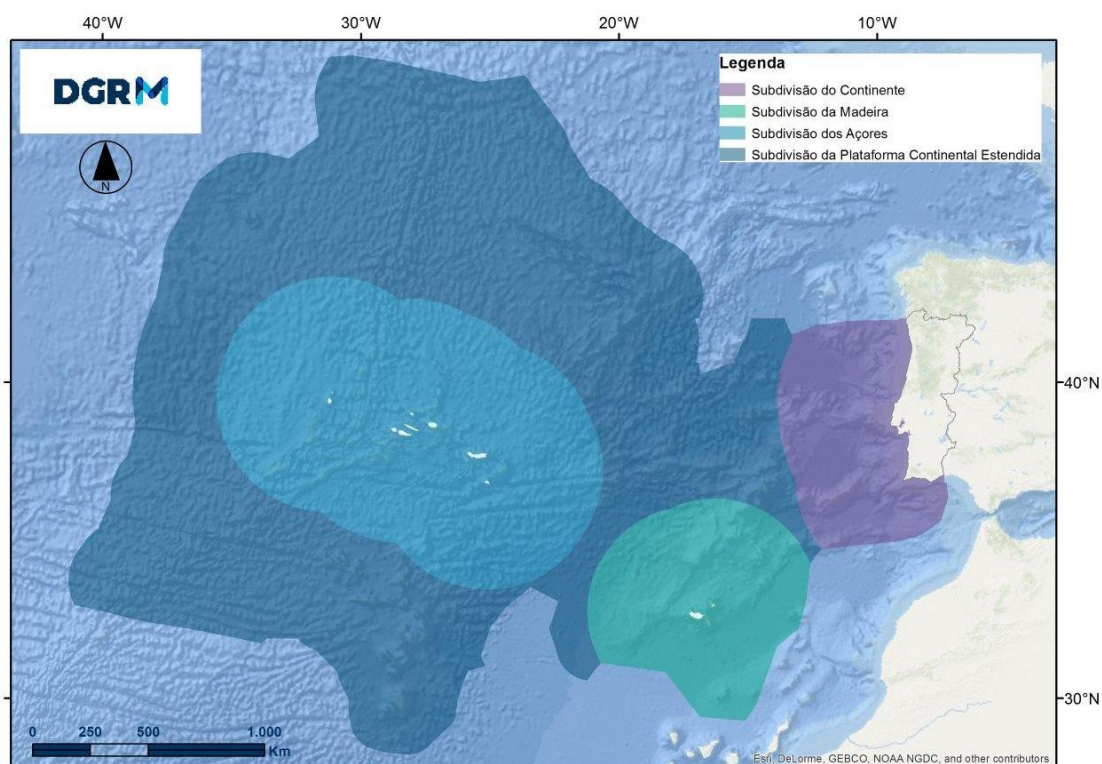 40°W 30°W 20°W 10°W
DGRM
Legenda
Subdivisão do Continente
Subdivisão da Madeira
Subdivisão dos Açores
Subdivisão da Plataforma Continental Estendida
N
40°N
30°N
0 250 500 1.000
Km
Esri, DeLorme, GEBCO, NOAA NGDC, and other contributors